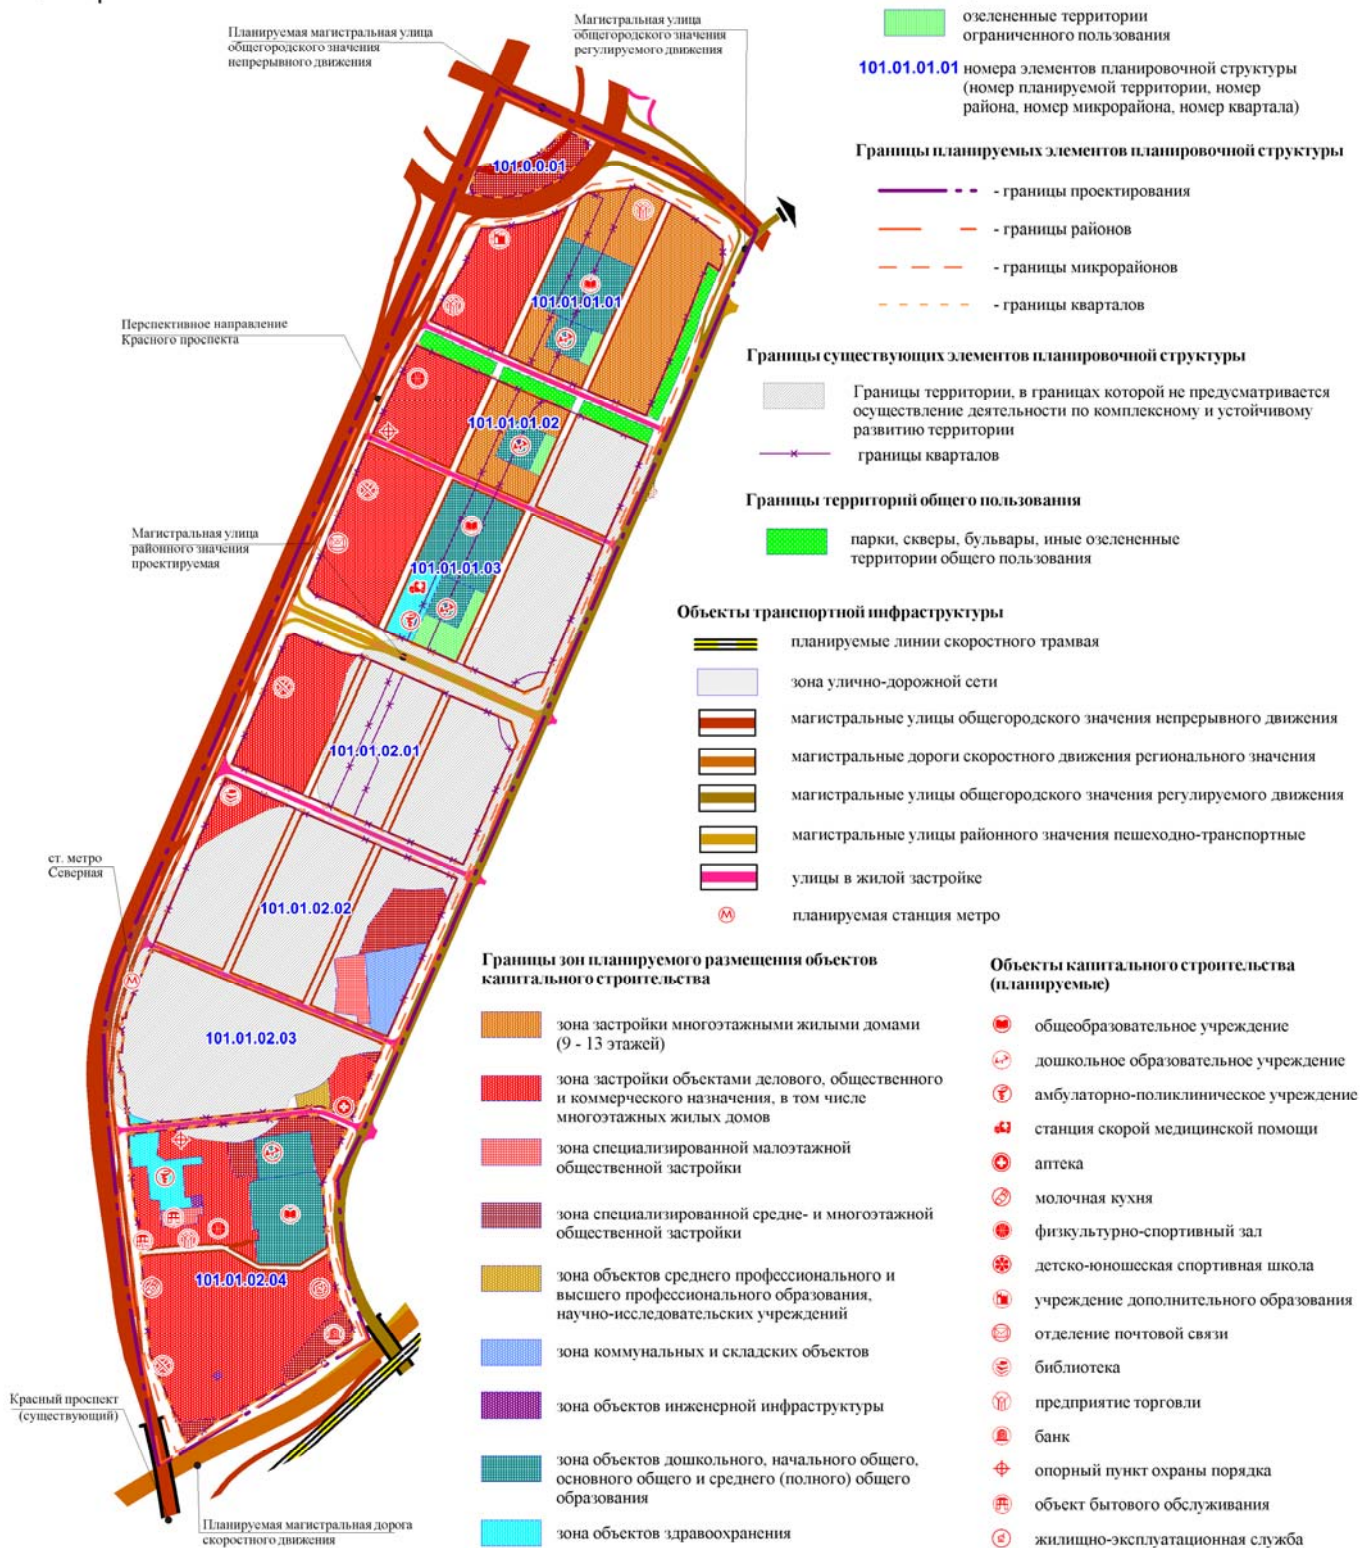 Планируемая магистральная улица
общегородского значения
непрерывного движения
Магистральная улица
общегородского значения
регулируемого движения
озелененные территории
ограниченного пользования
101.01.01.01 номера элементов планировочной структуры
(номер планируемой территории, номер
района, номер микрорайона, номер квартала)
Границы планируемых элементов планировочной структуры
- границы проектирования
- границы районов
- границы микрорайонов
- границы кварталов
Границы существующих элементов планировочной структуры
Границы территории, в границах которой не предусматривается
осуществление деятельности по комплексному и устойчивому
развитию территории
границы кварталов
Границы территорий общего пользования
парки, скверы, бульвары, иные озелененные
территории общего пользования
Объекты транспортной инфраструктуры
планируемые линии скоростного трамвая
зона улично-дорожной сети
магистральные улицы общегородского значения непрерывного движения
магистральные дороги скоростного движения регионального значения
магистральные улицы общегородского значения регулируемого движения
магистральные улицы районного значения пешеходно-транспортные
улицы в жилой застройке
М
планируемая станция метро
101.0.0.01
101.01.01.01
Перспективное направление
Красного проспекта
101.01.01.02
Магистральная улица
районного значения
проектируемая
101.01.01.03
101.01.02.01
ст. метро
Северная
101.01.02.02
М
101.01.02.03
101.01.02.04
Красный проспект
(существующий)
Планируемая магистральная дорога
скоростного движения
Границы зон планируемого размещения объектов
капитального строительства
зона застройки многоэтажными жилыми домами
(9 - 13 этажей)
зона застройки объектами делового, общественного
и коммерческого назначения, в том числе
многоэтажных жилых домов
зона специализированной малоэтажной
общественной застройки
зона специализированной средне- и многоэтажной
общественной застройки
зона объектов среднего профессионального и
высшего профессионального образования,
научно-исследовательских учреждений
зона коммунальных и складских объектов
зона объектов инженерной инфраструктуры
зона объектов дошкольного, начального общего,
основного общего и среднего (полного) общего
образования
зона объектов здравоохранения
Объекты капитального строительства
(планируемые)
общеобразовательное учреждение
дошкольное образовательное учреждение
амбулаторно-поликлиническое учреждение
станция скорой медицинской помощи
аптека
молочная кухня
физкультурно-спортивный зал
детско-юношеская спортивная школа
учреждение дополнительного образования
отделение почтовой связи
библиотека
предприятие торговли
банк
опорный пункт охраны порядка
объект бытового обслуживания
жилищно-эксплуатационная служба